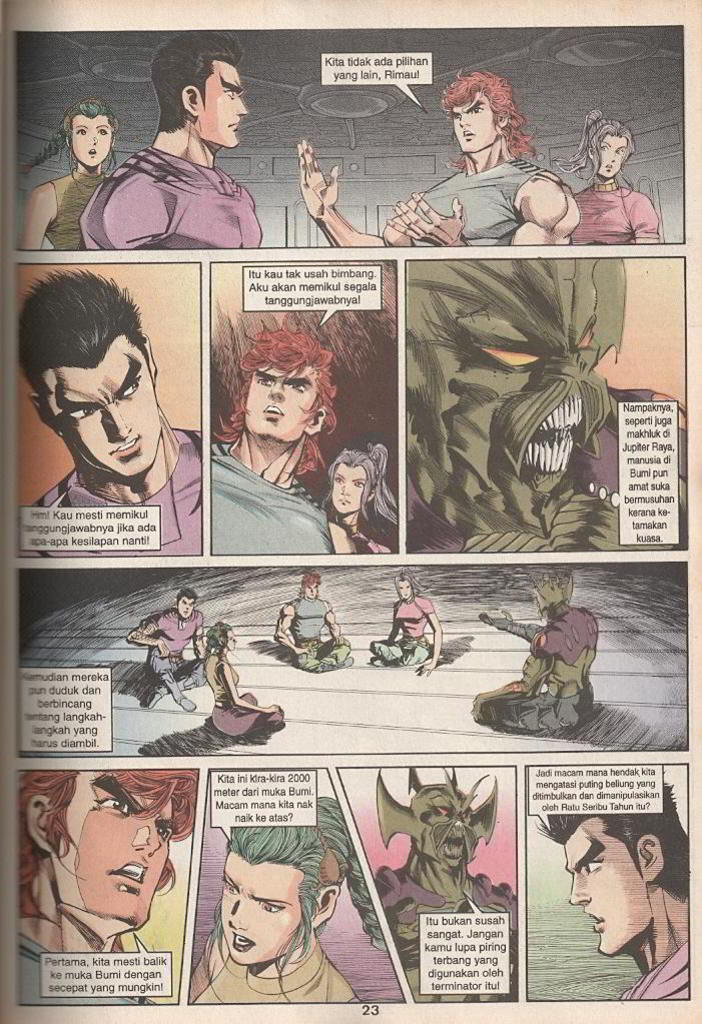 Kita tidak ada pilihan
yang lain, Rimau!
Hm! Kau mesti memikul
tanggungjawabnya jika ada
apa-apa kesilapan nanti!
Itu kau tak usah bimbang.
Aku akan memikul segala
tanggungjawabnya!
Nampaknya,
seperti juga
makhluk di
Jupiter Raya,
manusia di
Bumi pun
amat suka
bermusuhan
kerana ke-
tamakan
kuasa.
Kemudian mereka
pun duduk dan
berbincang
tentang langkah-
langkah yang
harus diambil.
Pertama, kita mesti balik
ke muka Bumi dengan
secepat yang mungkin!
Kita ini kira-kira 2000
meter dari muka Bumi.
Macam mana kita nak
naik ke atas?
Itu bukan susah
sangat. Jangan
kamu lupa piring
terbang yang
digunakan oleh
terminator itu!
Jadi macam mana hendak kita
mengatasi puting beliung yang
ditimbulkan dan dimanipulasikan
oleh Ratu Seribu Tahun itu?
23